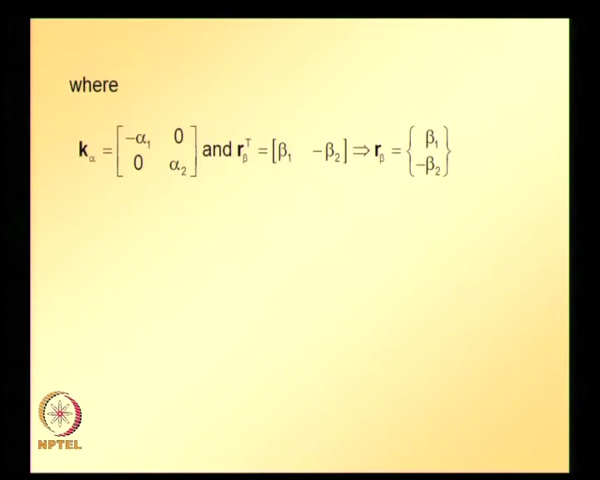 where
k_α = [ -α₁ 0 ; 0 α₂ ] and r_β^T = [β₁ -β₂] ⇒ r_β = { β₁ ; -β₂ }
NPTEL